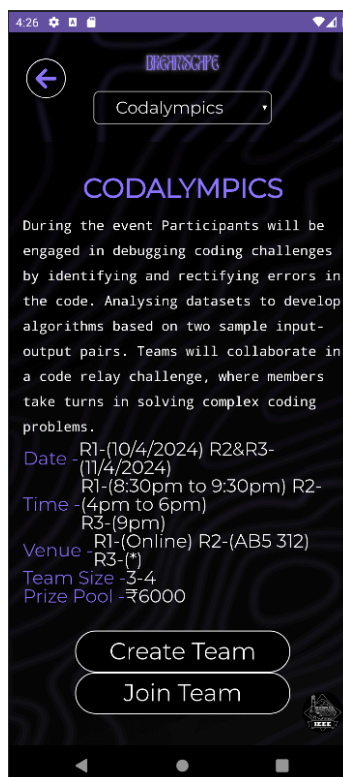 4:26
DREAMSCAPE
Codalympics
CODALYMPICS
During the event Participants will be
engaged in debugging coding challenges
by identifying and rectifying errors in
the code. Analysing datasets to develop
algorithms based on two sample input-
output pairs. Teams will collaborate in
a code relay challenge, where members
take turns in solving complex coding
problems.
Date - R1-(10/4/2024) R2&R3-
(11/4/2024)
R1-(8:30pm to 9:30pm) R2-
Time -(4pm to 6pm)
R3-(9pm)
Venue - R1-(Online) R2-(AB5 312)
R3-(*)
Team Size -3-4
Prize Pool -₹6000
Create Team
Join Team
IEEE